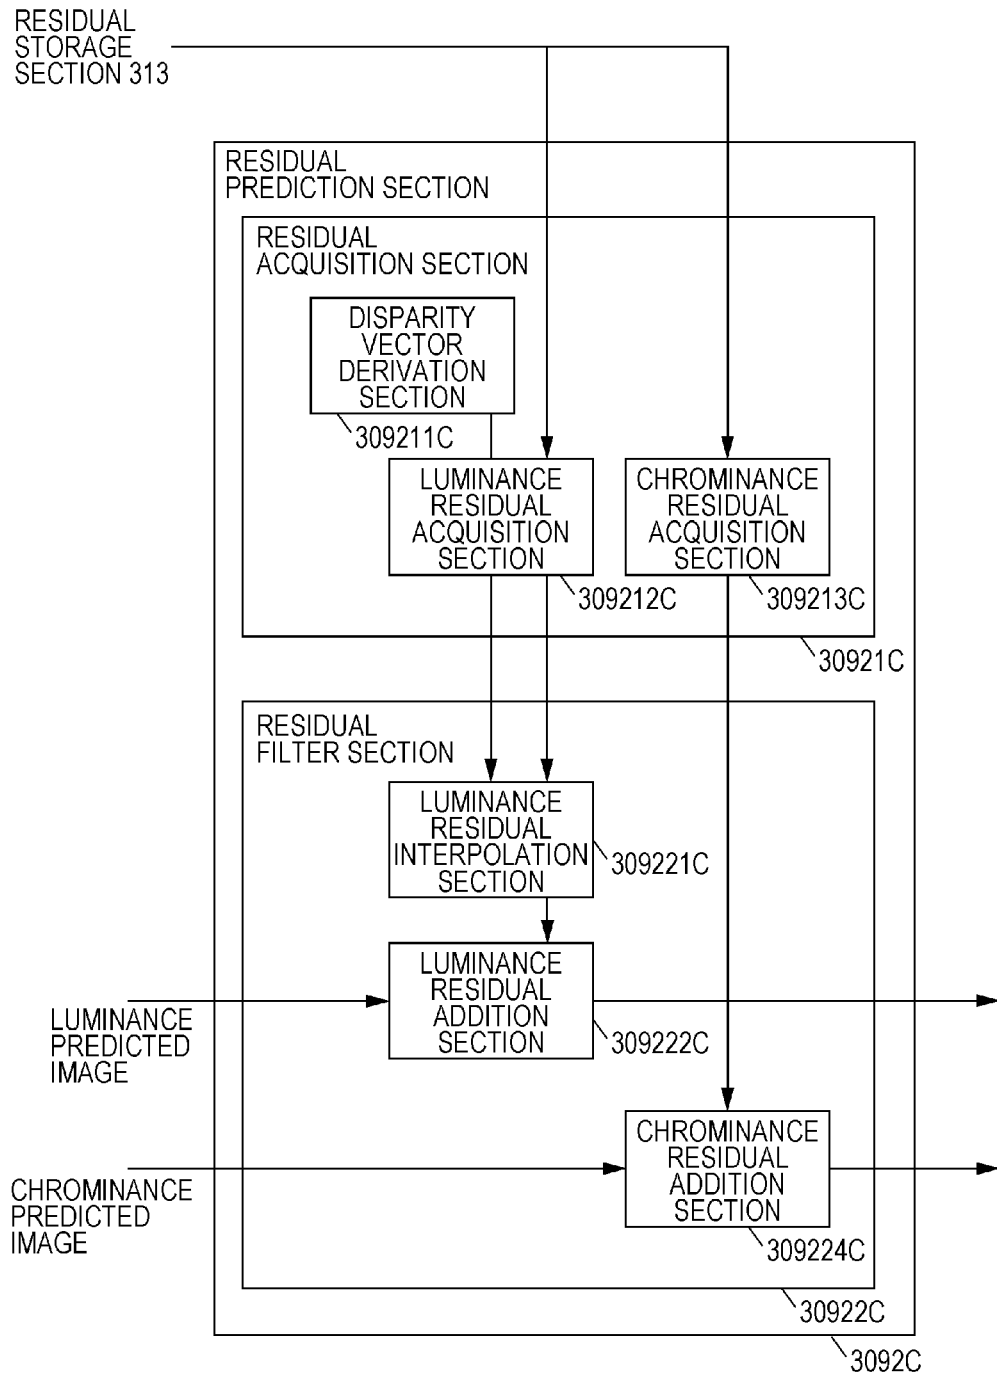 RESIDUAL
STORAGE
SECTION 313
RESIDUAL
PREDICTION SECTION
RESIDUAL
ACQUISITION SECTION
DISPARITY
VECTOR
DERIVATION
SECTION
309211C
LUMINANCE
RESIDUAL
ACQUISITION
SECTION
309212C
CHROMINANCE
RESIDUAL
ACQUISITION
SECTION
309213C
30921C
RESIDUAL
FILTER SECTION
LUMINANCE
RESIDUAL
INTERPOLATION
SECTION
309221C
LUMINANCE
RESIDUAL
ADDITION
SECTION
309222C
LUMINANCE
PREDICTED
IMAGE
CHROMINANCE
RESIDUAL
ADDITION
SECTION
309224C
CHROMINANCE
PREDICTED
IMAGE
30922C
3092C